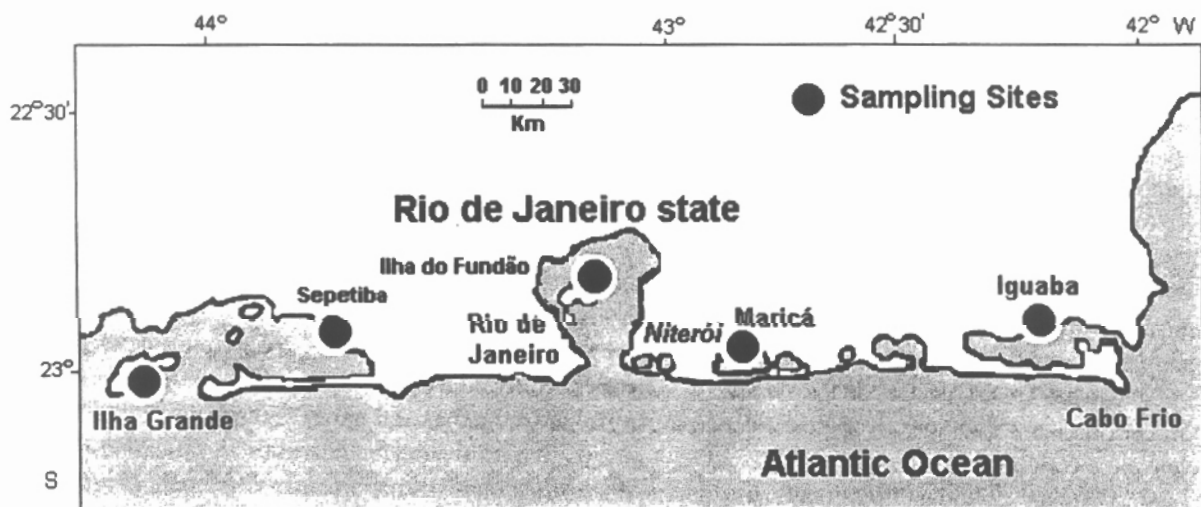 44° 43° 42°30' 42° W
0 10 20 30
Km
Sampling Sites
22°30'
Rio de Janeiro state
Ilha do Fundão
Sepetiba
Iguaba
Rio de
Janeiro
Niterói
Maricá
23°
Ilha Grande
Cabo Frio
Atlantic Ocean
S